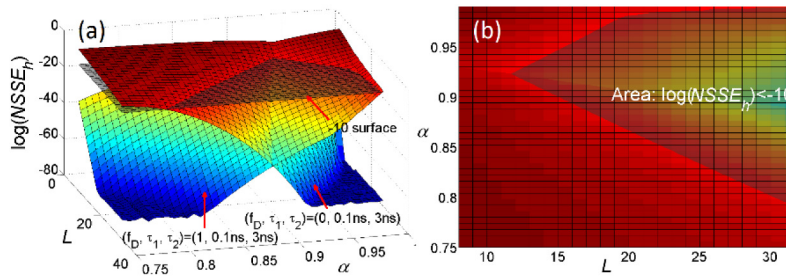 (a)
log(NSSE_h)
0
-20
-40
-60
-80
0
20
40
L
0.75
0.8
0.85
0.9
0.95
α
-10 surface
(f_D, τ_1, τ_2)=(1, 0.1ns, 3ns)
(f_D, τ_1, τ_2)=(0, 0.1ns, 3ns)
(b)
α
0.95
0.9
0.85
0.8
0.75
10
15
20
25
30
L
Area: log(NSSE_h)<-10